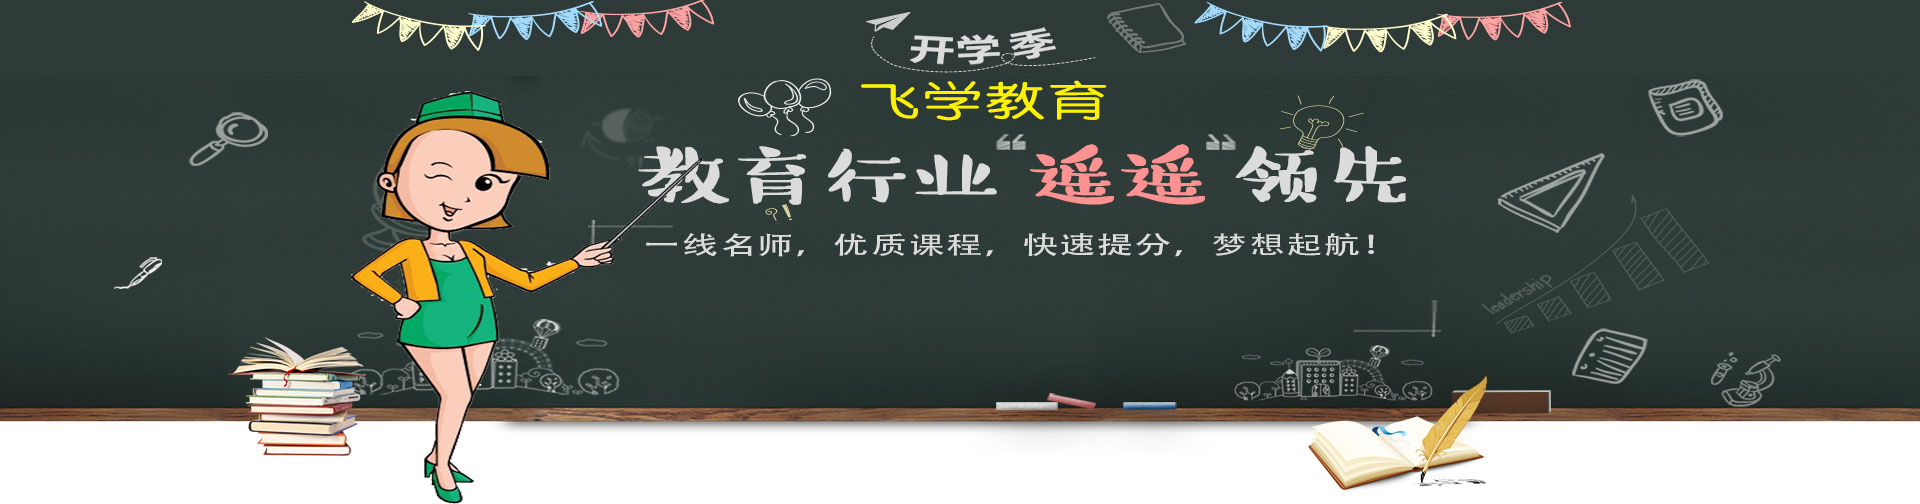 开学季
飞学教育
教育行业“遥遥”领先
?!
一线名师，优质课程，快速提分，梦想起航！
leadership